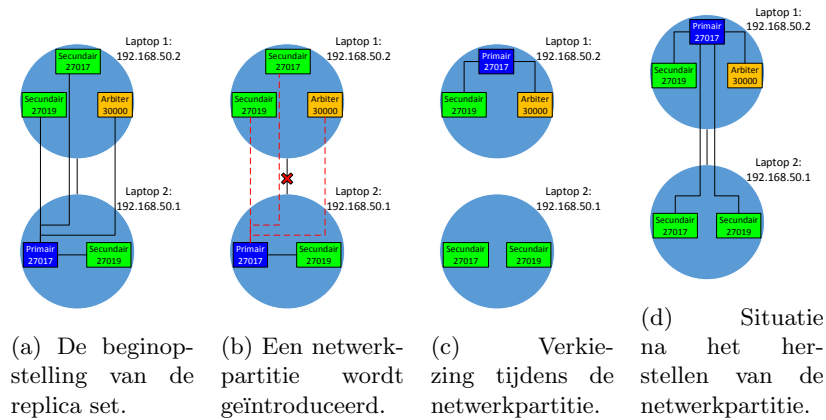 Laptop 1:
192.168.50.2
Secundair
27017
Secundair
27019
Arbiter
30000
Laptop 2:
192.168.50.1
Primair
27017
Secundair
27019
(a) De beginop-
stelling van de
replica set.
Laptop 1:
192.168.50.2
Secundair
27017
Secundair
27019
Arbiter
30000
Laptop 2:
192.168.50.1
Primair
27017
Secundair
27019
(b) Een netwerk-
partitie wordt
geïntroduceerd.
Laptop 1:
192.168.50.2
Primair
27017
Secundair
27019
Arbiter
30000
Laptop 2:
192.168.50.1
Secundair
27017
Secundair
27019
(c) Verkie-
zing tijdens de
netwerkpartitie.
Laptop 1:
192.168.50.2
Primair
27017
Secundair
27019
Arbiter
30000
Laptop 2:
192.168.50.1
Secundair
27017
Secundair
27019
(d) Situatie
na het her-
stellen van de
netwerkpartitie.